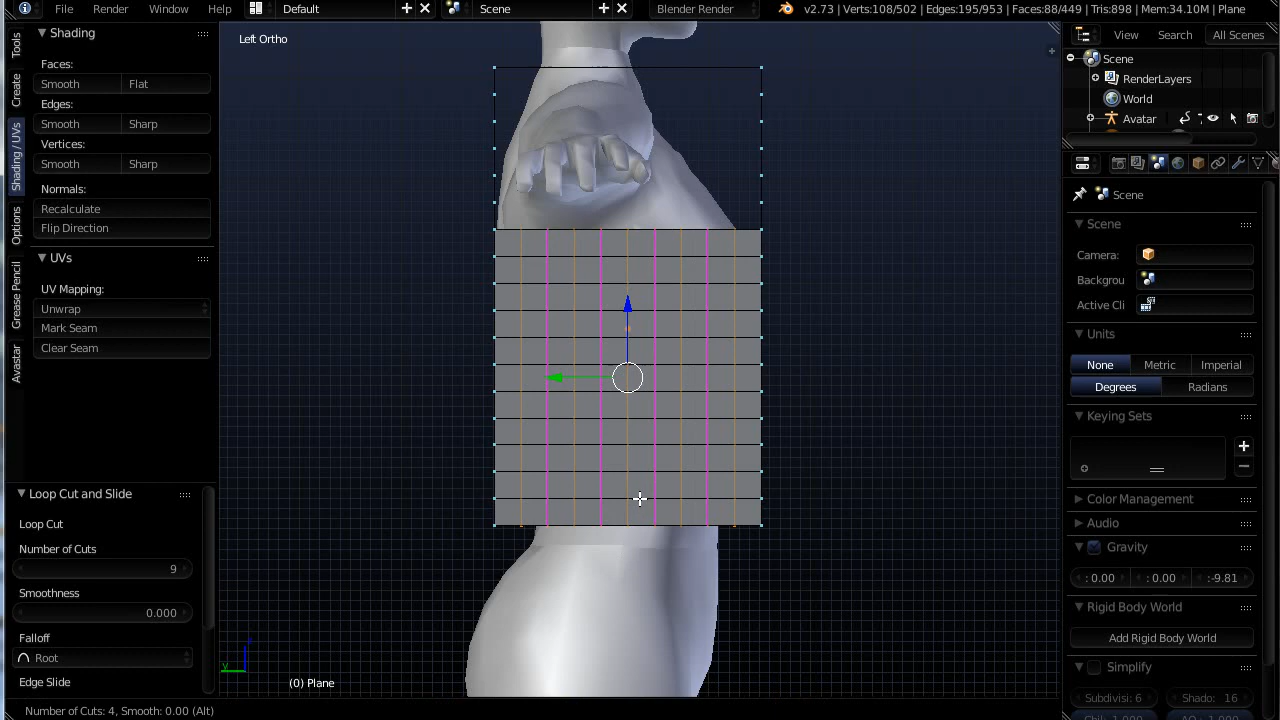 File Render Window Help Default Scene Blender Render v2.73 | Verts:108/502 | Edges:195/953 | Faces:88/449 | Tris:898 | Mem:34.10M | Plane
Tools
Create
Shading / UVs
Options
Grease Pencil
Avastar
Shading
Faces:
Smooth Flat
Edges:
Smooth Sharp
Vertices:
Smooth Sharp
Normals:
Recalculate
Flip Direction
UVs
UV Mapping:
Unwrap
Mark Seam
Clear Seam
Loop Cut and Slide
Loop Cut
Number of Cuts
9
Smoothness
0.000
Falloff
Root
Edge Slide
Left Ortho
y
(0) Plane
Number of Cuts: 4, Smooth: 0.00 (Alt)
View Search All Scenes
Scene
RenderLayers
World
Avatar
Scene
Scene
Camera:
Backgrou
Active Cli
Units
None Metric Imperial
Degrees Radians
Keying Sets
Color Management
Audio
Gravity
: 0.00 : 0.00 :-9.81
Rigid Body World
Add Rigid Body World
Simplify
Subdivisi: 6 Shado: 16